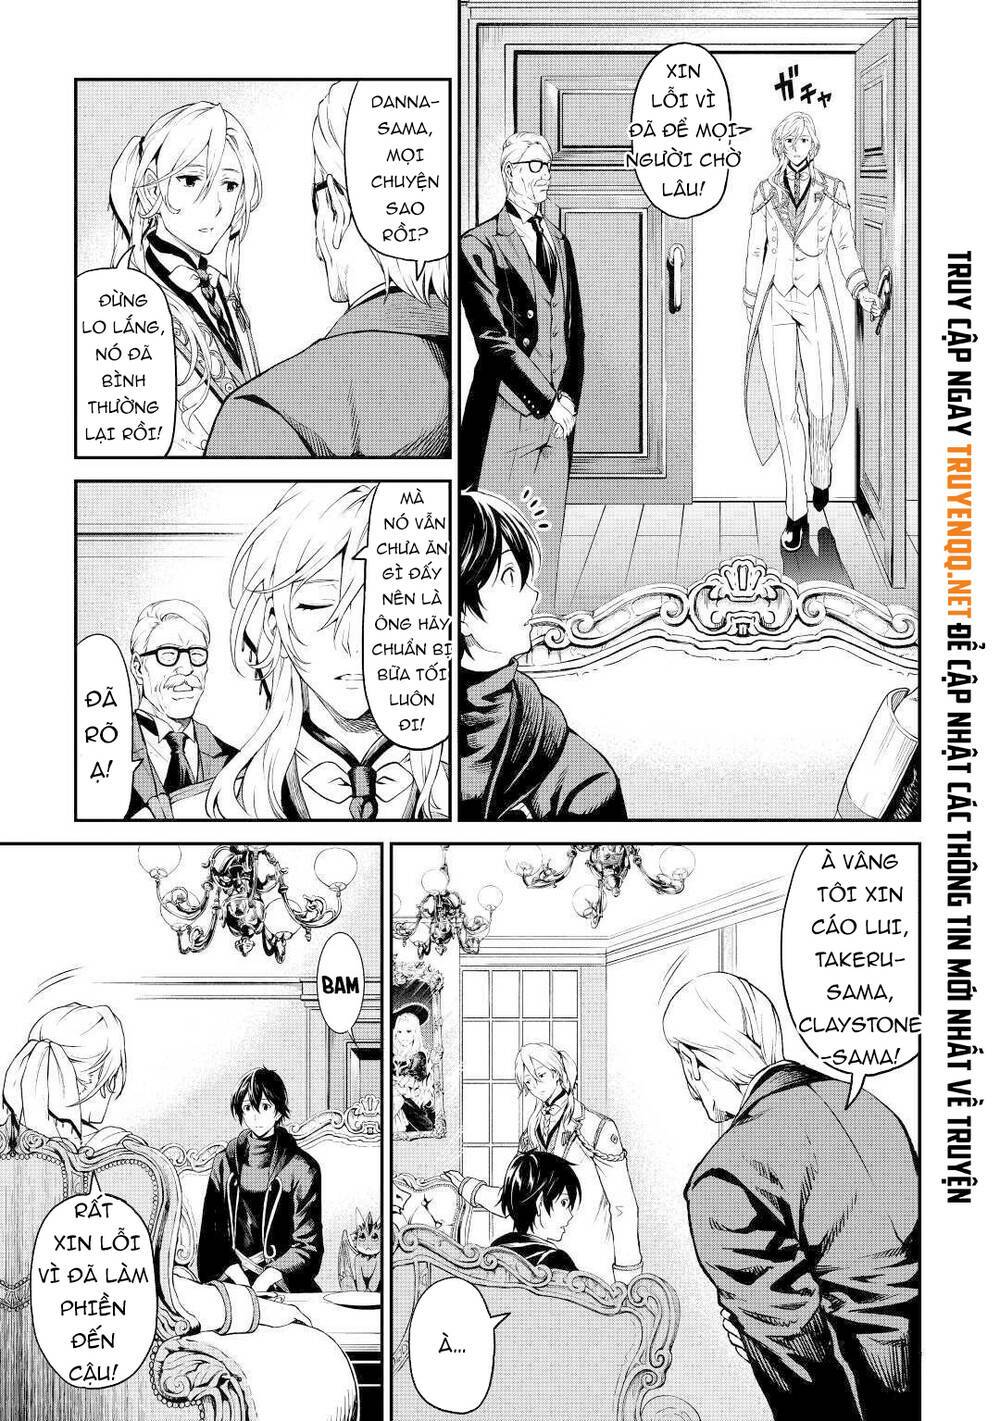 XIN
LỖI VÌ
ĐÃ ĐỂ MỌI
NGƯỜI CHỜ
LÂU!
ガチャ
DANNA-
SAMA,
MỌI
CHUYỆN
SAO
RỒI?
ĐỪNG
LO LẮNG,
NÓ ĐÃ
BÌNH
THƯỜNG
LẠI RỒI!
MÀ
NÓ VẪN
CHƯA ĂN
GÌ ĐẤY
NÊN LÀ
ÔNG HÃY
CHUẨN BỊ
BỮA TỐI
LUÔN
ĐI!
ĐÃ
RÕ
Ạ!
À VÂNG
TÔI XIN
CÁO LUI,
TAKERU-
SAMA,
CLAYSTONE
-SAMA!
À...
BAM
RẤT
XIN LỖI
VÌ ĐÃ LÀM
PHIỀN
ĐẾN
CẬU!
TRUY CẬP NGAY TRUYENQQ.NET ĐỂ CẬP NHẬT CÁC THÔNG TIN MỚI NHẤT VỀ TRUYỆN